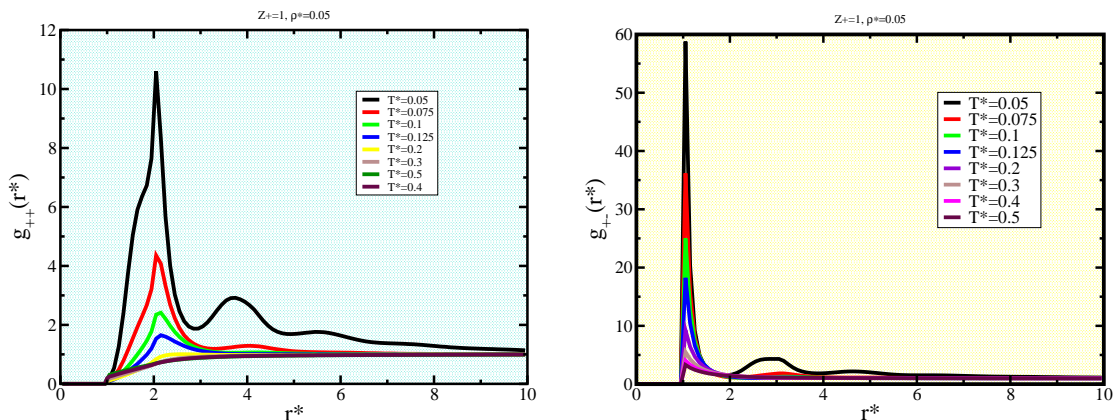 Z+=1, ρ*=0.05
12
10
8
6
4
2
0
g++(r*)
T*=0.05
T*=0.075
T*=0.1
T*=0.125
T*=0.2
T*=0.3
T*=0.5
T*=0.4
0 2 4 6 8 10
r*
Z+=1, ρ*=0.05
60
50
40
30
20
10
0
g+-(r*)
T*=0.05
T*=0.075
T*=0.1
T*=0.125
T*=0.2
T*=0.3
T*=0.4
T*=0.5
0 2 4 6 8 10
r*